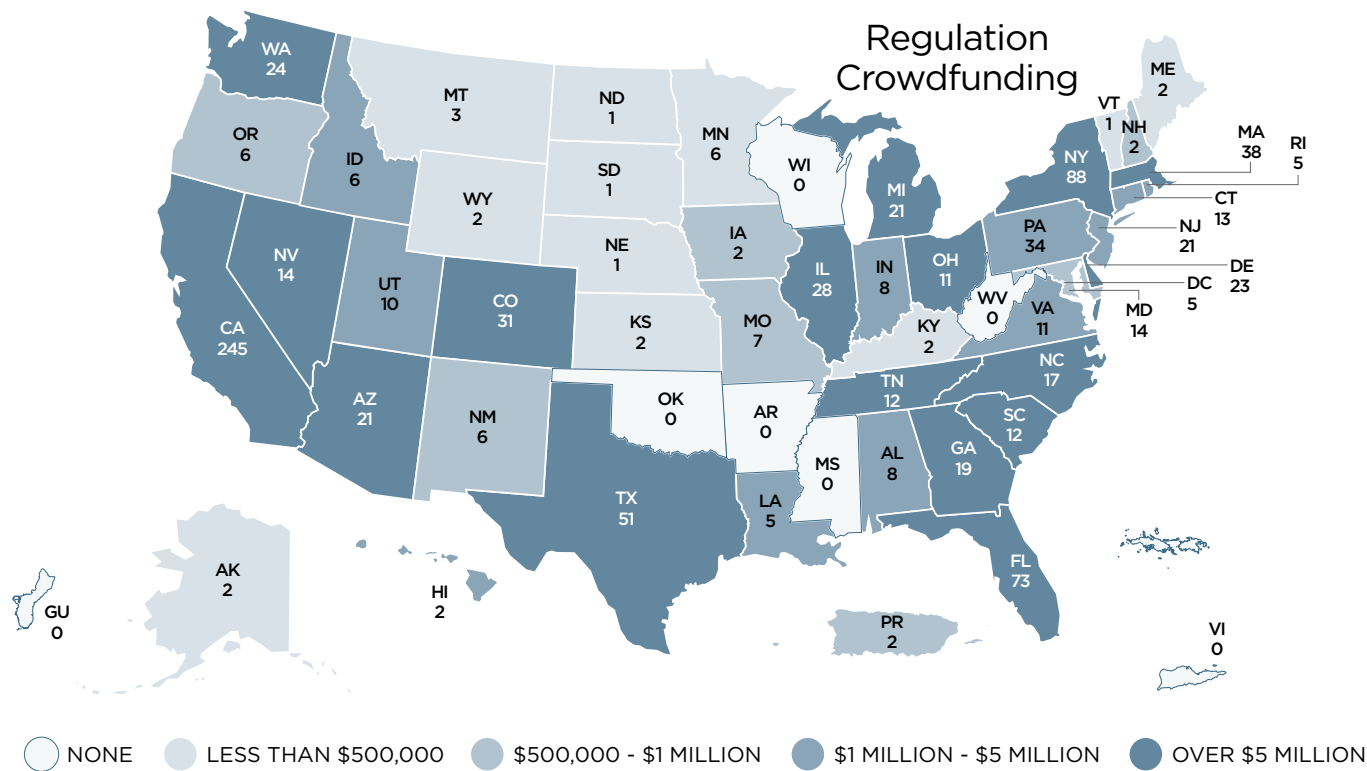 Regulation
Crowdfunding
WA
24
OR
6
ID
6
MT
3
ND
1
MN
6
WI
0
MI
21
NY
88
VT
1
NH
2
ME
2
MA
38
RI
5
CT
13
NJ
21
DE
23
DC
5
MD
14
PA
34
SD
1
WY
2
NE
1
IA
2
IL
28
IN
8
OH
11
WV
0
VA
11
CA
245
NV
14
UT
10
CO
31
KS
2
MO
7
KY
2
NC
17
TN
12
SC
12
AZ
21
NM
6
OK
0
AR
0
MS
0
AL
8
GA
19
TX
51
LA
5
FL
73
AK
2
HI
2
GU
0
PR
2
VI
0
NONE
LESS THAN $500,000
$500,000 - $1 MILLION
$1 MILLION - $5 MILLION
OVER $5 MILLION